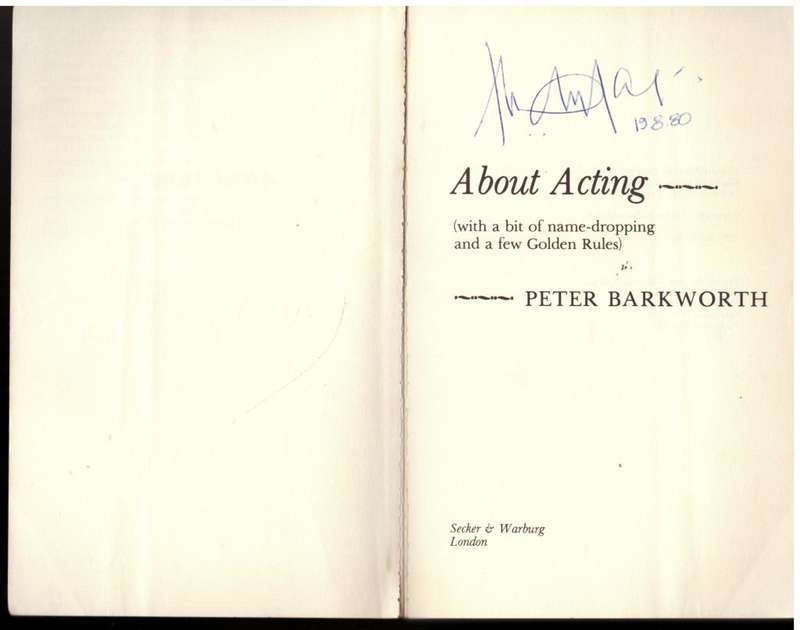 19.8.80
About Acting
(with a bit of name-dropping
and a few Golden Rules)
PETER BARKWORTH
Secker & Warburg
London